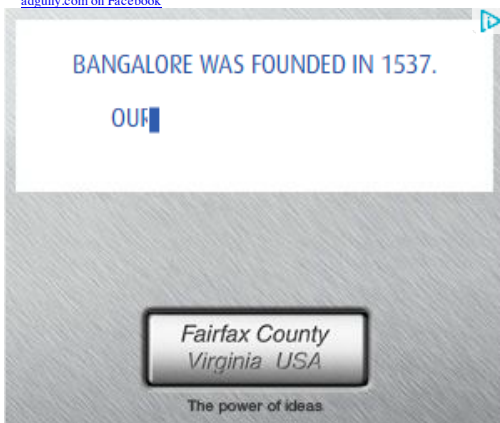 adgully.com on Facebook
BANGALORE WAS FOUNDED IN 1537.
OUR
Fairfax County
Virginia USA
The power of ideas